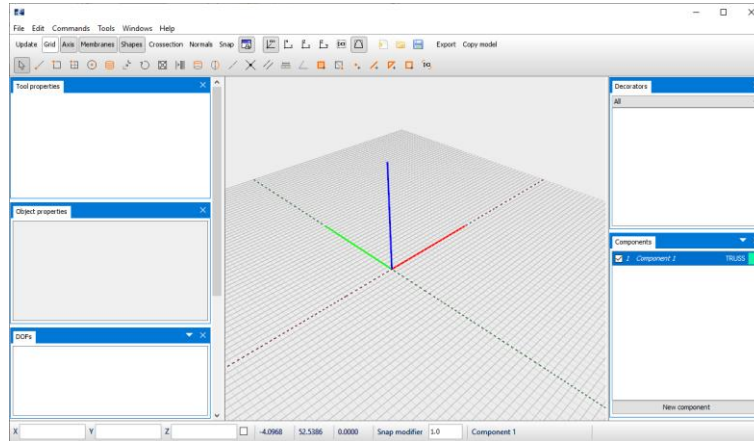 File Edit Commands Tools Windows Help
Update Grid Axis Membranes Shapes Crossection Normals Snap Export Copy model
Tool properties
Object properties
DOFs
Decorators
All
Components
1 Component 1 TRUSS
New component
X Y Z -4.0968 52.5386 0.0000 Snap modifier 1.0 Component 1